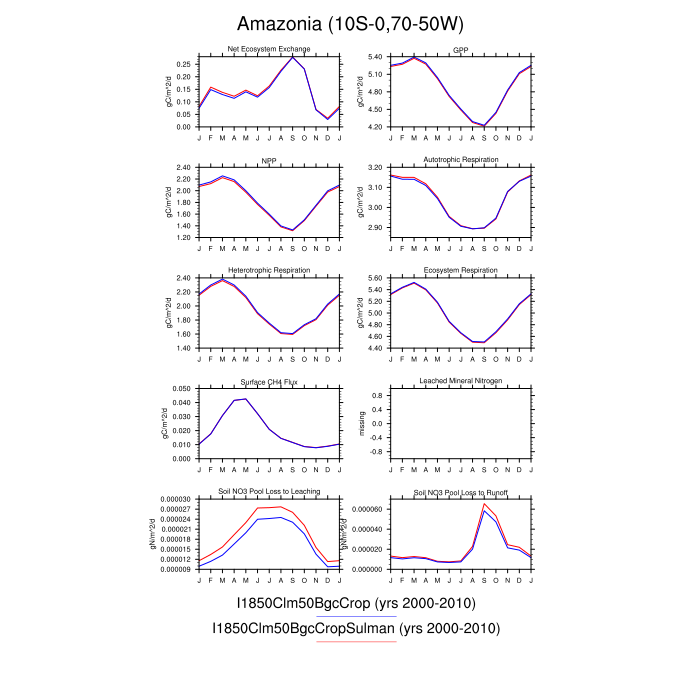 Amazonia (10S-0,70-50W)
Net Ecosystem Exchange
gC/m^2/d
0.25
0.20
0.15
0.10
0.05
0.00
J F M A M J J A S O N D J
GPP
gC/m^2/d
5.40
5.10
4.80
4.50
4.20
J F M A M J J A S O N D J
NPP
gC/m^2/d
2.40
2.20
2.00
1.80
1.60
1.40
1.20
J F M A M J J A S O N D J
Autotrophic Respiration
gC/m^2/d
3.20
3.10
3.00
2.90
J F M A M J J A S O N D J
Heterotrophic Respiration
gC/m^2/d
2.40
2.20
2.00
1.80
1.60
1.40
J F M A M J J A S O N D J
Ecosystem Respiration
gC/m^2/d
5.60
5.40
5.20
5.00
4.80
4.60
4.40
J F M A M J J A S O N D J
Surface CH4 Flux
gC/m^2/d
0.050
0.040
0.030
0.020
0.010
0.000
J F M A M J J A S O N D J
Leached Mineral Nitrogen
missing
0.8
0.4
0.0
-0.4
-0.8
J F M A M J J A S O N D J
Soil NO3 Pool Loss to Leaching
gN/m^2/d
0.000030
0.000027
0.000024
0.000021
0.000018
0.000015
0.000012
0.000009
J F M A M J J A S O N D J
Soil NO3 Pool Loss to Runoff
gN/m^2/d
0.000060
0.000040
0.000020
0.000000
J F M A M J J A S O N D J
I1850Clm50BgcCrop (yrs 2000-2010)
I1850Clm50BgcCropSulman (yrs 2000-2010)